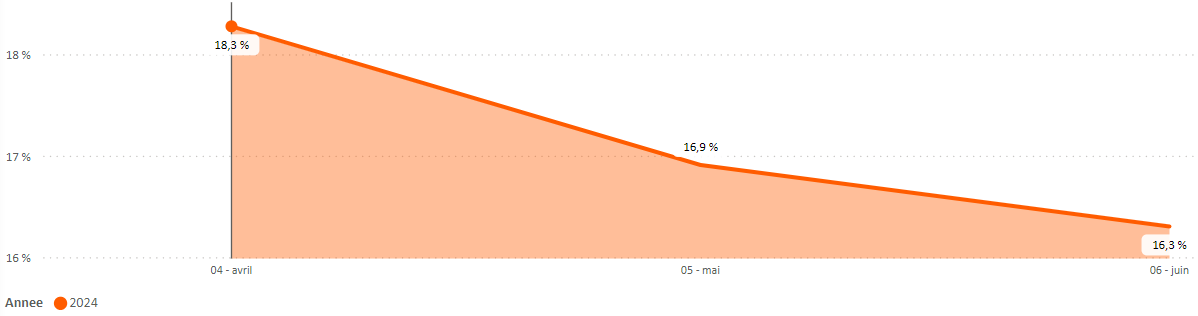 18,3 %
18 %
16,9 %
17 %
16,3 %
16 %
04 - avril
05 - mai
06 - juin
Annee 2024